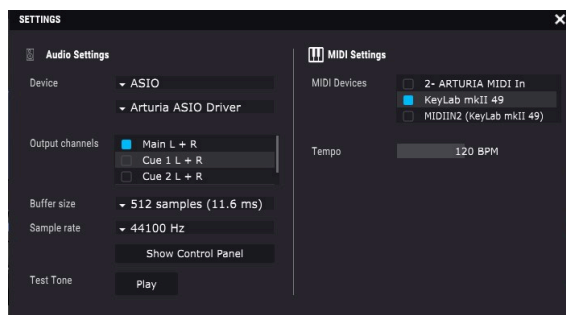 SETTINGS
Audio Settings
Device
ASIO
Arturia ASIO Driver
Output channels
Main L + R
Cue 1 L + R
Cue 2 L + R
Buffer size
512 samples (11.6 ms)
Sample rate
44100 Hz
Show Control Panel
Test Tone
Play
MIDI Settings
MIDI Devices
2- ARTURIA MIDI In
KeyLab mkII 49
MIDIIN2 (KeyLab mkII 49)
Tempo
120 BPM